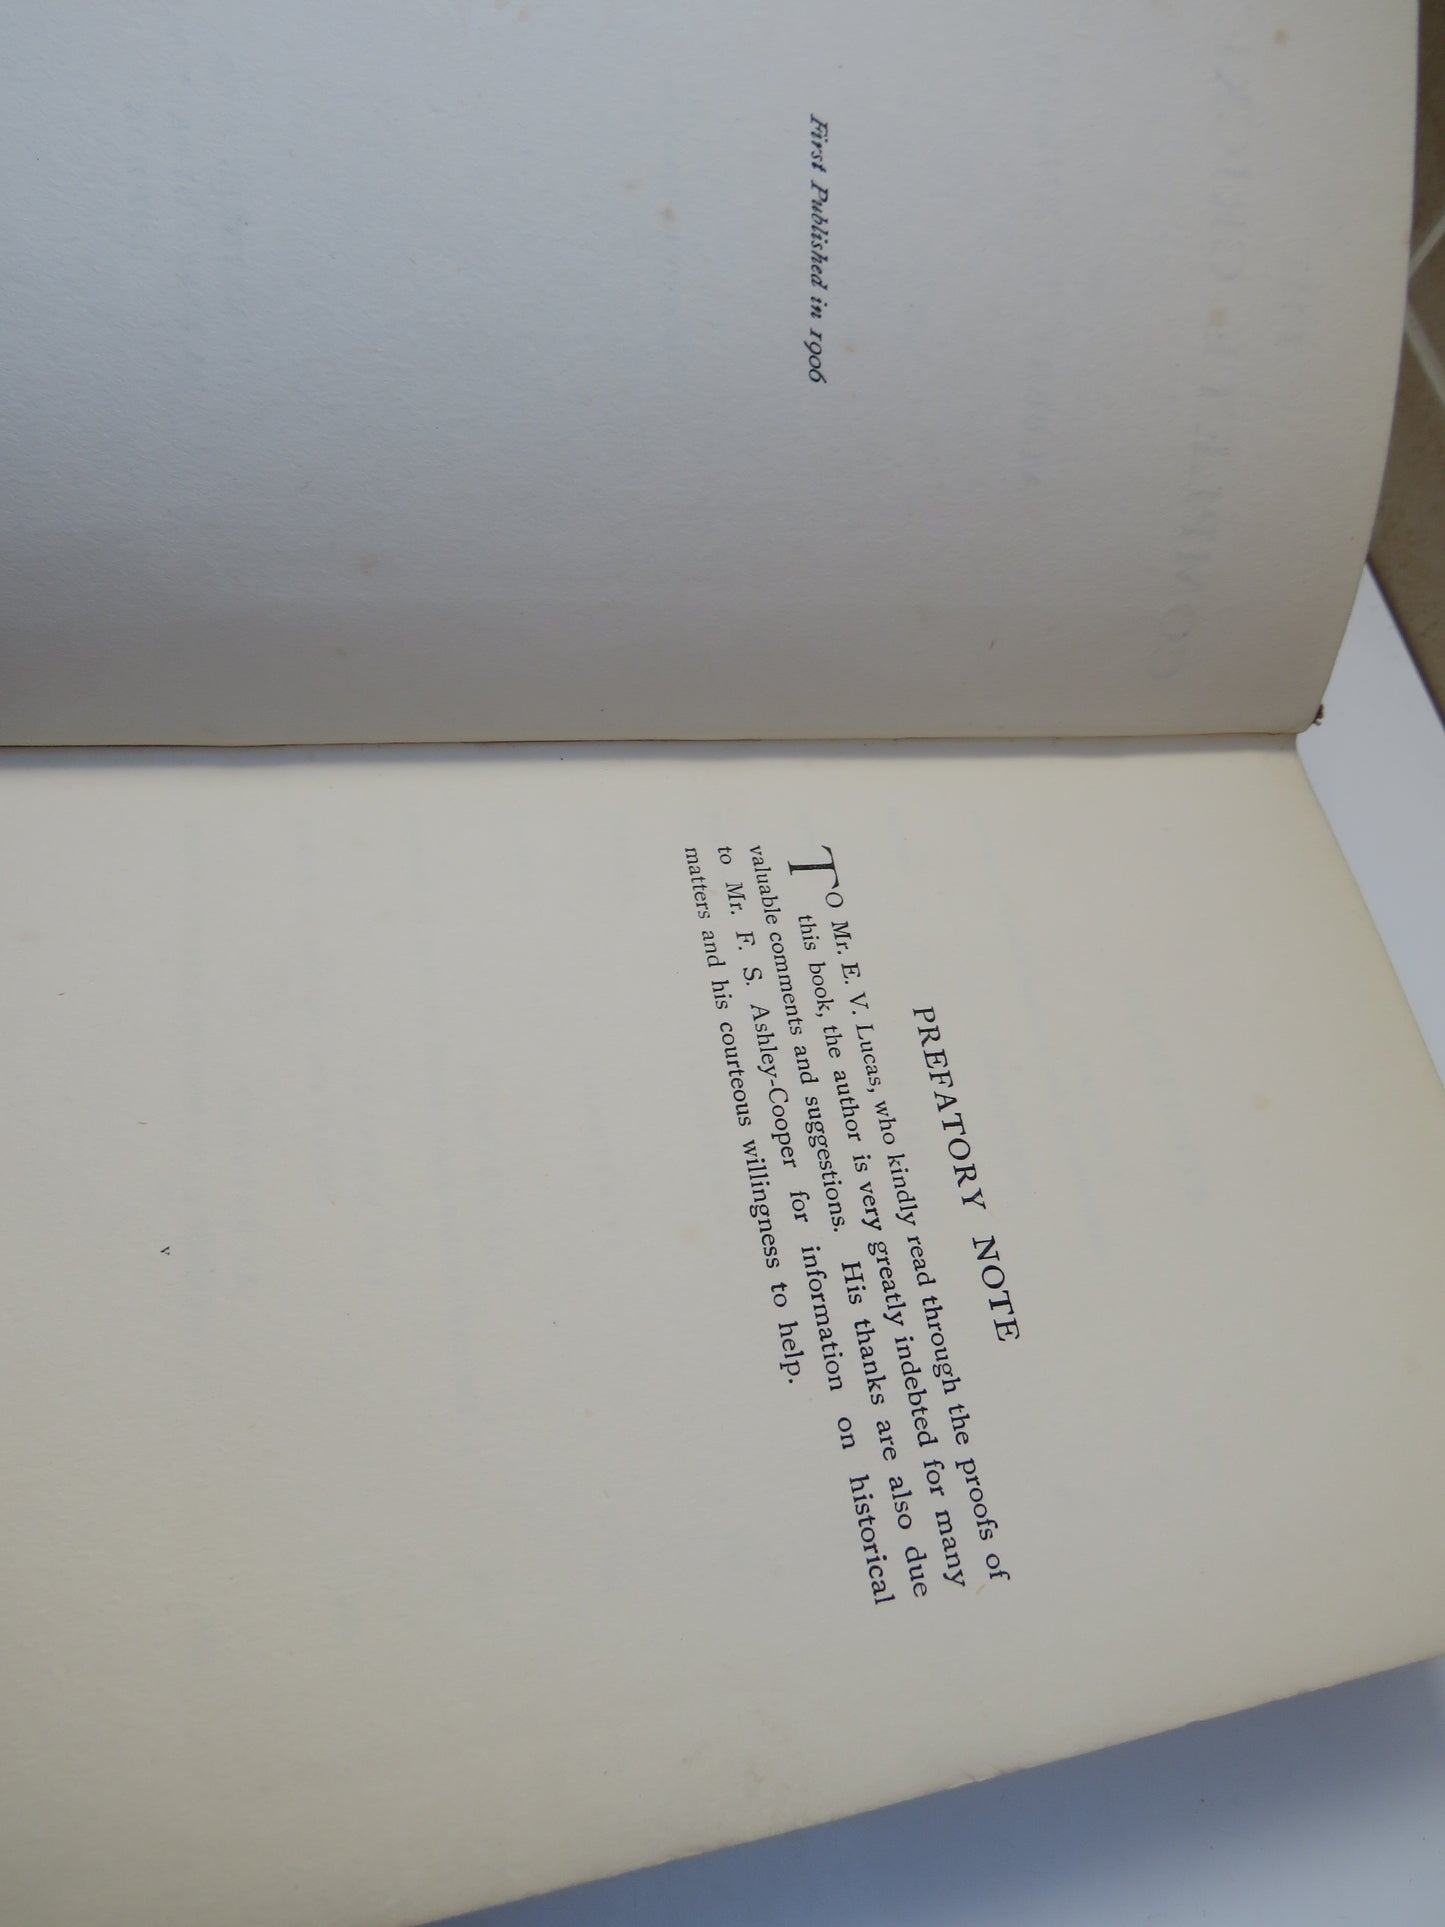 First Published in 1906
PREFATORY NOTE
TO Mr. E. V. Lucas, who kindly read through the proofs of
this book, the author is very greatly indebted for many
valuable comments and suggestions. His thanks are also due
to Mr. F. S. Ashley-Cooper for information on historical
matters and his courteous willingness to help.
v